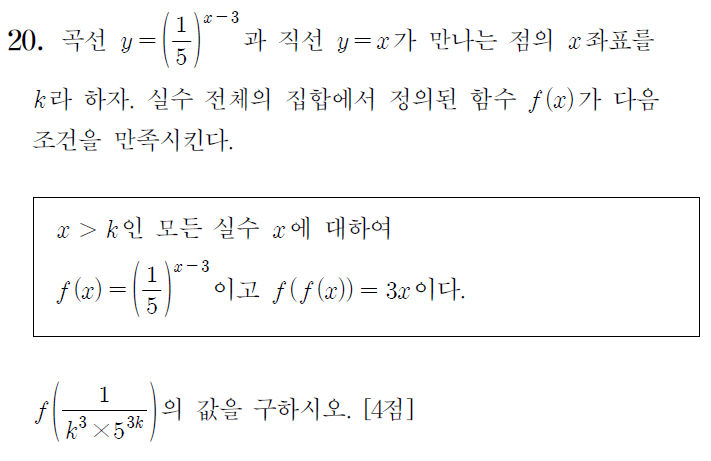 20. 곡선 $y=\left(\frac{1}{5}\right)^{x-3}$과 직선 $y=x$가 만나는 점의 $x$좌표를
$k$라 하자. 실수 전체의 집합에서 정의된 함수 $f(x)$가 다음
조건을 만족시킨다.
$x>k$인 모든 실수 $x$에 대하여
$f(x)=\left(\frac{1}{5}\right)^{x-3}$이고 $f(f(x))=3x$이다.
$f\left(\frac{1}{k^3 \times 5^{3k}}\right)$의 값을 구하시오. [4점]